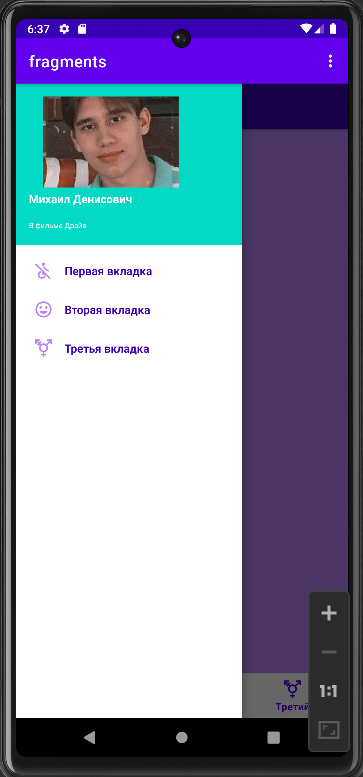 6:37
fragments
Михаил Денисович
В фильме Драйв
Первая вкладка
Вторая вкладка
Третья вкладка
Третий
1:1